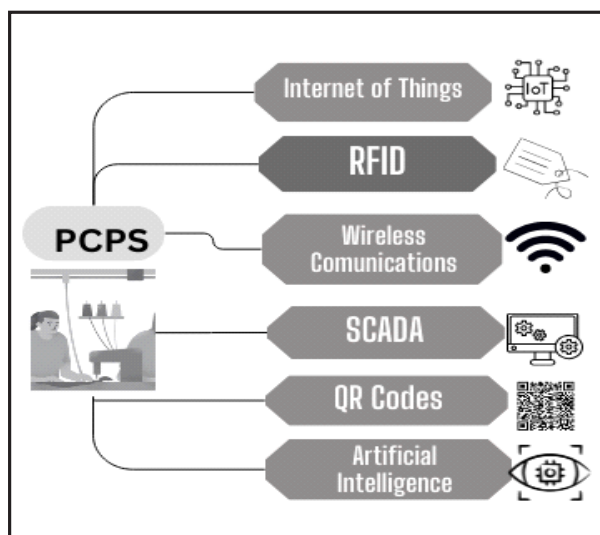 Internet of Things
IoT
RFID
PCPS
Wireless
Comunications
SCADA
QR Codes
Artificial
Intelligence